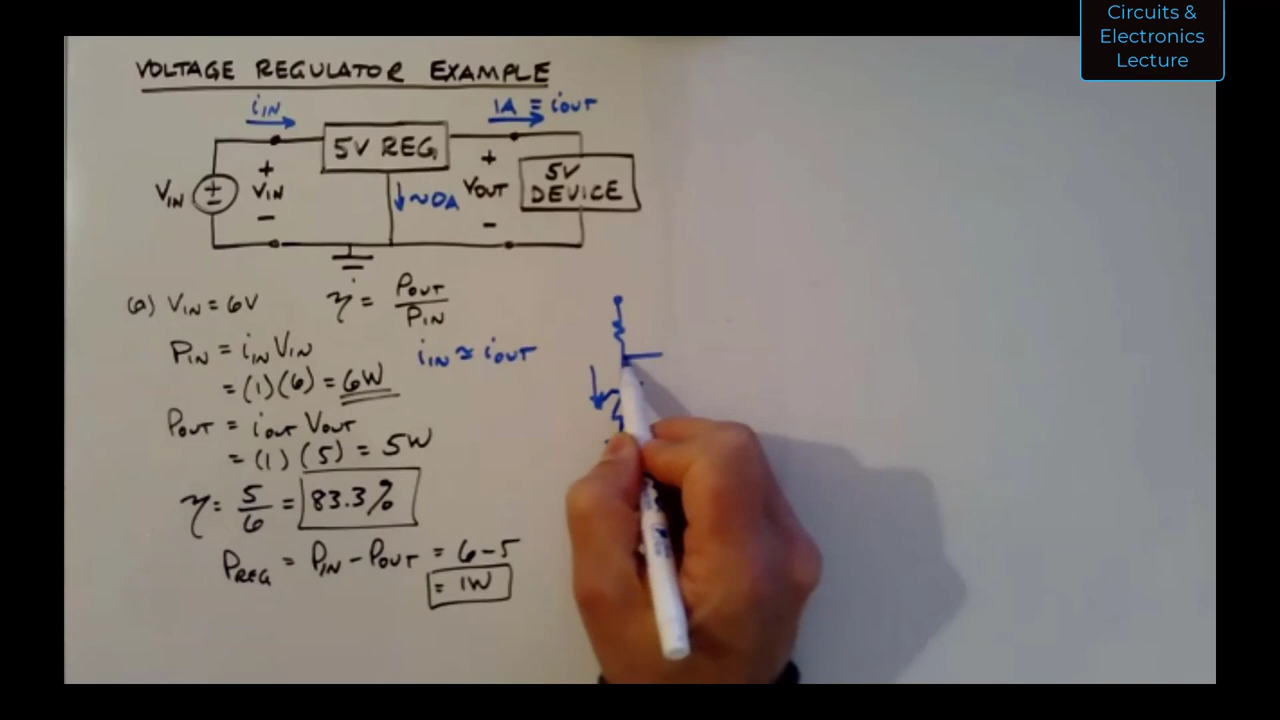 Circuits &
Electronics
Lecture
VOLTAGE REGULATOR EXAMPLE
iIN
1A ≡ iOUT
5V REG.
VIN
+
VIN
−
~0A
+
VOUT
−
5V
DEVICE
(a) VIN = 6V
η = POUT / PIN
PIN = iIN VIN
iIN ≈ iOUT
= (1)(6) = 6W
POUT = iOUT VOUT
= (1)(5) = 5W
η = 5/6 = 83.3%
PREG = PIN − POUT = 6 − 5
= 1W